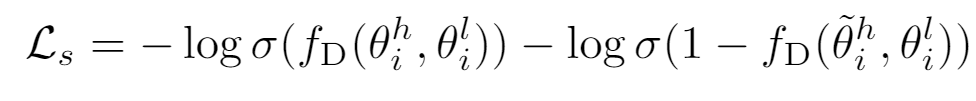 $\mathcal{L}_s = -\log \sigma(f_{\mathrm{D}}(\theta_i^h, \theta_i^l)) - \log \sigma(1 - f_{\mathrm{D}}(\tilde{\theta}_i^h, \theta_i^l))$